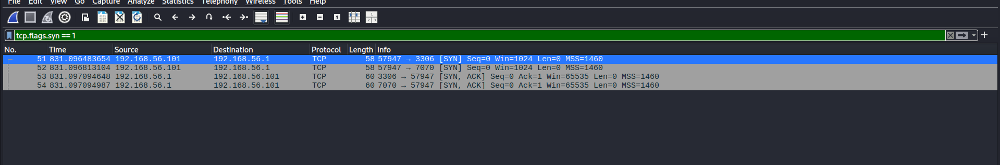 File Edit View Go Capture Analyze Statistics Telephony Wireless Tools Help
tcp.flags.syn == 1
No. Time Source Destination Protocol Length Info
51 831.096483654 192.168.56.101 192.168.56.1 TCP 58 57947 → 3306 [SYN] Seq=0 Win=1024 Len=0 MSS=1460
52 831.096813104 192.168.56.101 192.168.56.1 TCP 58 57947 → 7070 [SYN] Seq=0 Win=1024 Len=0 MSS=1460
53 831.097094648 192.168.56.1 192.168.56.101 TCP 60 3306 → 57947 [SYN, ACK] Seq=0 Ack=1 Win=65535 Len=0 MSS=1460
54 831.097094987 192.168.56.1 192.168.56.101 TCP 60 7070 → 57947 [SYN, ACK] Seq=0 Ack=1 Win=65535 Len=0 MSS=1460